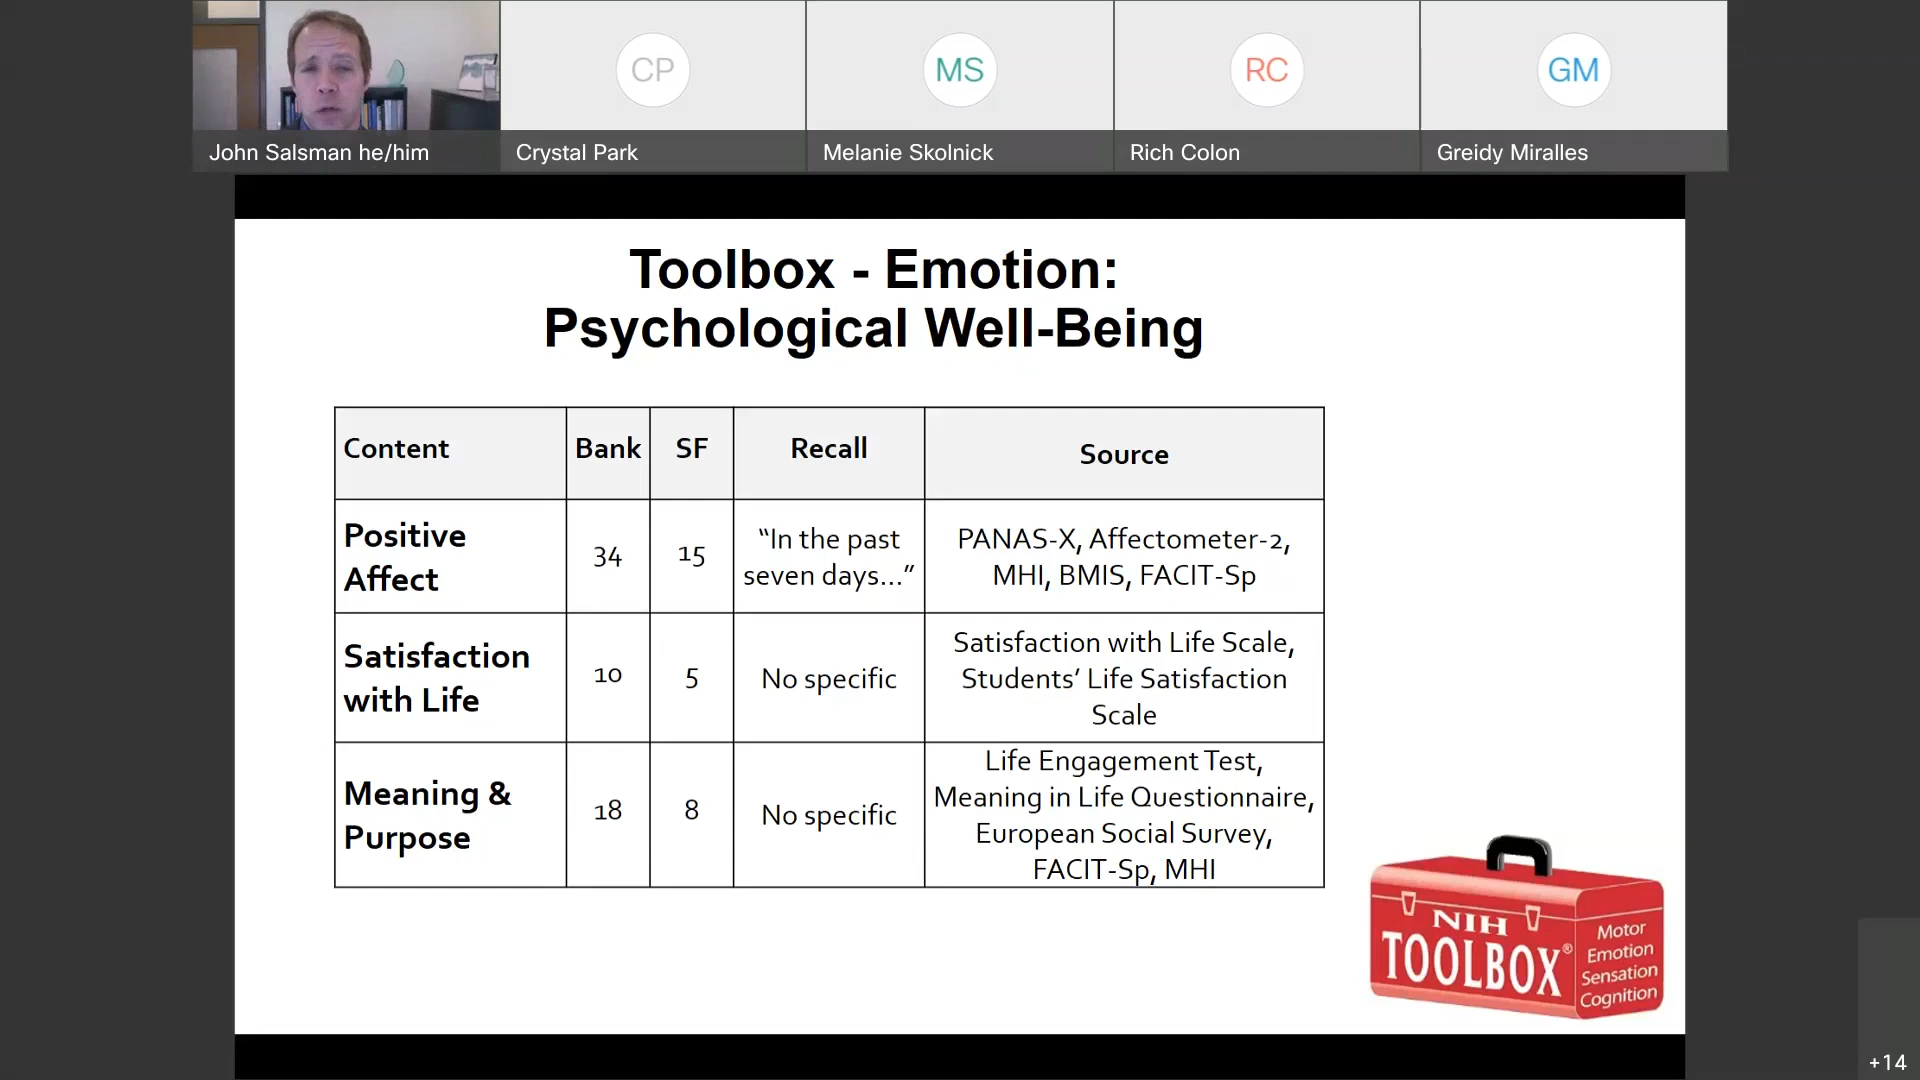 CP
MS
RC
GM
John Salsman he/him
Crystal Park
Melanie Skolnick
Rich Colon
Greidy Miralles
Toolbox - Emotion:
Psychological Well-Being
Content
Bank
SF
Recall
Source
Positive
Affect
34
15
“In the past
seven days...”
PANAS-X, Affectometer-2,
MHI, BMIS, FACIT-Sp
Satisfaction
with Life
10
5
No specific
Satisfaction with Life Scale,
Students’ Life Satisfaction
Scale
Meaning &
Purpose
18
8
No specific
Life Engagement Test,
Meaning in Life Questionnaire,
European Social Survey,
FACIT-Sp, MHI
NIH
TOOLBOX®
Motor
Emotion
Sensation
Cognition
+14